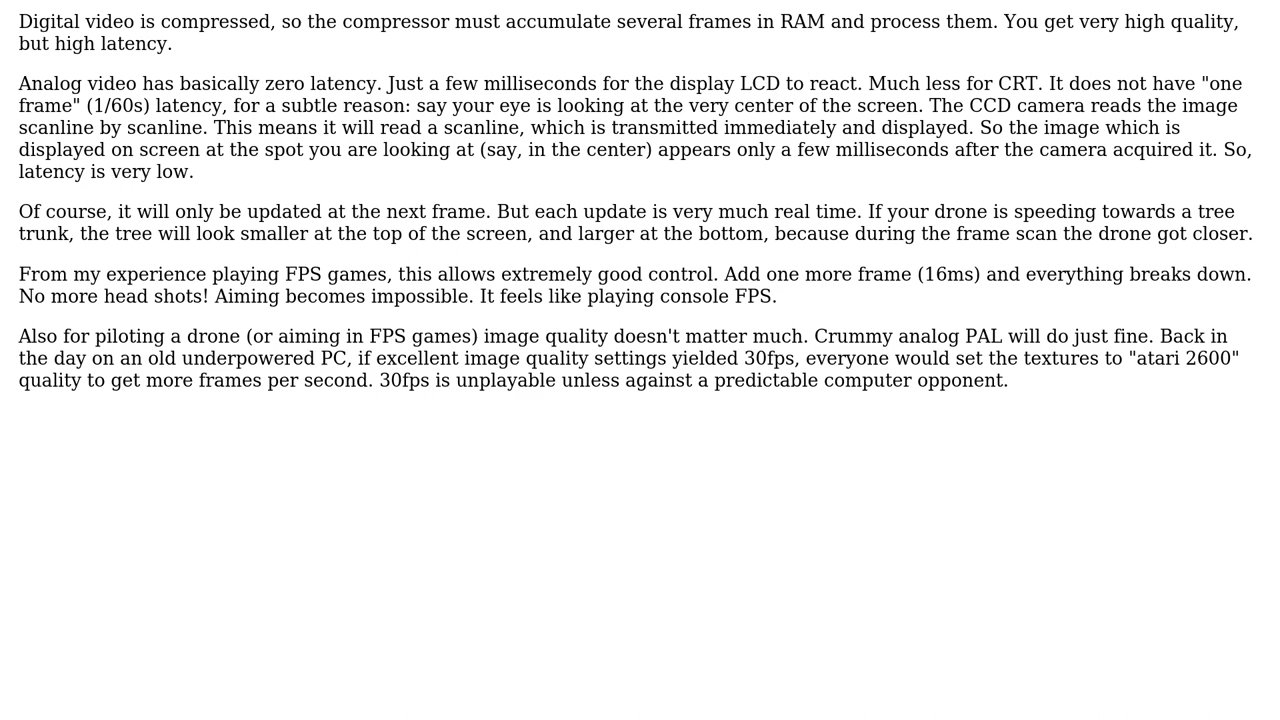 Digital video is compressed, so the compressor must accumulate several frames in RAM and process them. You get very high quality,
but high latency.
Analog video has basically zero latency. Just a few milliseconds for the display LCD to react. Much less for CRT. It does not have "one
frame" (1/60s) latency, for a subtle reason: say your eye is looking at the very center of the screen. The CCD camera reads the image
scanline by scanline. This means it will read a scanline, which is transmitted immediately and displayed. So the image which is
displayed on screen at the spot you are looking at (say, in the center) appears only a few milliseconds after the camera acquired it. So,
latency is very low.
Of course, it will only be updated at the next frame. But each update is very much real time. If your drone is speeding towards a tree
trunk, the tree will look smaller at the top of the screen, and larger at the bottom, because during the frame scan the drone got closer.
From my experience playing FPS games, this allows extremely good control. Add one more frame (16ms) and everything breaks down.
No more head shots! Aiming becomes impossible. It feels like playing console FPS.
Also for piloting a drone (or aiming in FPS games) image quality doesn't matter much. Crummy analog PAL will do just fine. Back in
the day on an old underpowered PC, if excellent image quality settings yielded 30fps, everyone would set the textures to "atari 2600"
quality to get more frames per second. 30fps is unplayable unless against a predictable computer opponent.